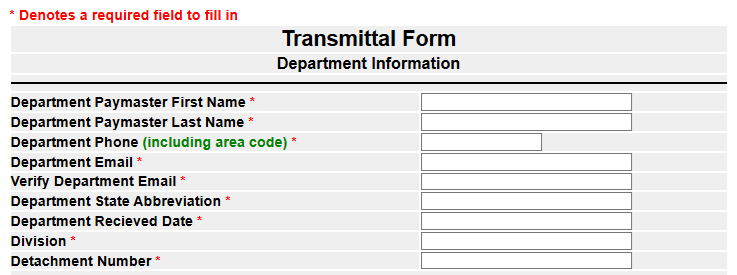 * Denotes a required field to fill in
Transmittal Form
Department Information
Department Paymaster First Name *
Department Paymaster Last Name *
Department Phone (including area code) *
Department Email *
Verify Department Email *
Department State Abbreviation *
Department Recieved Date *
Division *
Detachment Number *